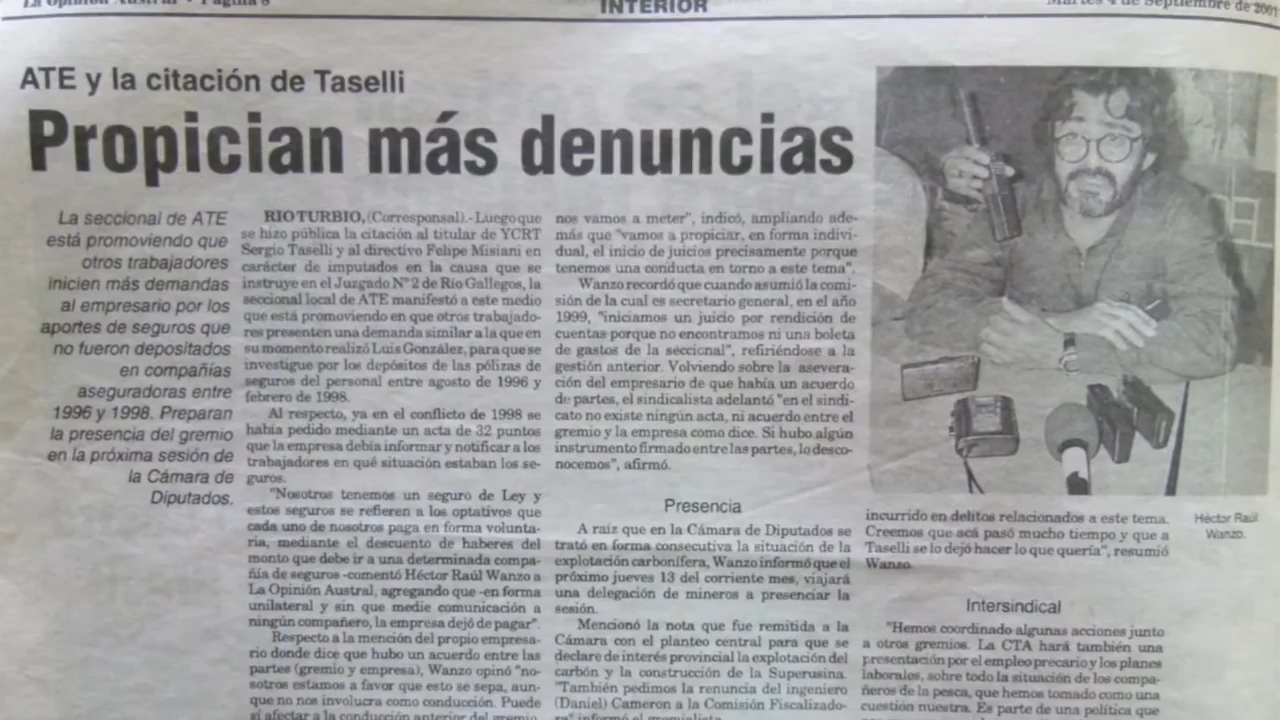 La Opinión Austral • Página 8
INTERIOR
Martes 4 de Septiembre de 2001
ATE y la citación de Taselli
Propician más denuncias
La seccional de ATE
está promoviendo que
otros trabajadores
inicien más demandas
al empresario por los
aportes de seguros que
no fueron depositados
en compañías
aseguradoras entre
1996 y 1998. Preparan
la presencia del gremio
en la próxima sesión de
la Cámara de
Diputados.
RIO TURBIO, (Corresponsal).- Luego que
se hizo pública la citación al titular de YCRT
Sergio Taselli y al directivo Felipe Misiani en
carácter de imputados en la causa que se
instruye en el Juzgado Nº 2 de Río Gallegos, la
seccional local de ATE manifestó a este medio
que está promoviendo en que otros trabajado-
res presenten una demanda similar a la que en
su momento realizó Luis González, para que se
investigue por los depósitos de las pólizas de
seguros del personal entre agosto de 1996 y
febrero de 1998.
Al respecto, ya en el conflicto de 1998 se
había pedido mediante un acta de 32 puntos
que la empresa debía informar y notificar a los
trabajadores en qué situación estaban los se-
guros.
"Nosotros tenemos un seguro de Ley y
estos seguros se refieren a los optativos que
cada uno de nosotros paga en forma volunta-
ria, mediante el descuento de haberes del
monto que debe ir a una determinada compa-
ñía de seguros -comentó Héctor Raúl Wanzo a
La Opinión Austral, agregando que -en forma
unilateral y sin que medie comunicación a
ningún compañero, la empresa dejó de pagar".
Respecto a la mención del propio empresa-
rio donde dice que hubo un acuerdo entre las
partes (gremio y empresa), Wanzo opinó "no-
sotros estamos a favor que esto se sepa, aun-
que no nos involucra como conducción. Puede
sí afectar a la conducción anterior del gremio
nos vamos a meter", indicó, ampliando ade-
más que "vamos a propiciar, en forma indivi-
dual, el inicio de juicios precisamente porque
tenemos una conducta en torno a este tema".
Wanzo recordó que cuando asumió la comi-
sión de la cual es secretario general, en el año
1999, "iniciamos un juicio por rendición de
cuentas porque no encontramos ni una boleta
de gastos de la seccional", refiriéndose a la
gestión anterior. Volviendo sobre la asevera-
ción del empresario de que había un acuerdo
de partes, el sindicalista adelantó "en el sindi-
cato no existe ningún acta, ni acuerdo entre el
gremio y la empresa como dice. Si hubo algún
instrumento firmado entre las partes, lo desco-
nocemos", afirmó.
Presencia
A raíz que en la Cámara de Diputados se
trató en forma consecutiva la situación de la
explotación carbonífera, Wanzo informó que el
próximo jueves 13 del corriente mes, viajará
una delegación de mineros a presenciar la
sesión.
Mencionó la nota que fue remitida a la
Cámara con el planteo central para que se
declare de interés provincial la explotación del
carbón y la construcción de la Superusina.
"También pedimos la renuncia del ingeniero
(Daniel) Cameron a la Comisión Fiscalizado-
ra" informó el gremialista
Héctor Raúl
Wanzo.
incurrido en delitos relacionados a este tema.
Creemos que acá pasó mucho tiempo y que a
Taselli se lo dejó hacer lo que quería", resumió
Wanzo.
Intersindical
"Hemos coordinado algunas acciones junto
a otros gremios. La CTA hará también una
presentación por el empleo precario y los planes
laborales, sobre todo la situación de los compa-
ñeros de la pesca, que hemos tomado como una
cuestión nuestra. Es parte de una política que